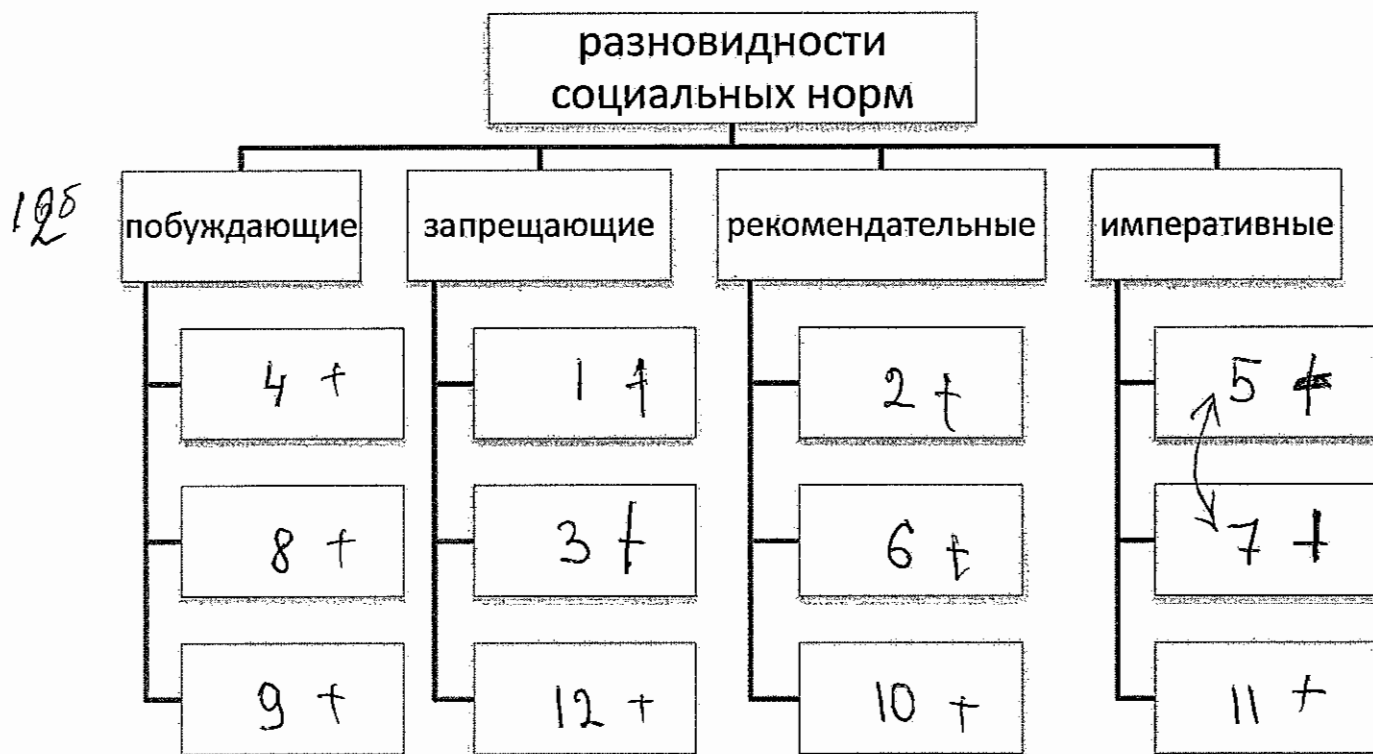 разновидности
социальных норм
12б
побуждающие
запрещающие
рекомендательные
императивные
4 +
1 +
2 +
5 +
8 +
3 +
6 +
7 +
9 +
12 +
10 +
11 +